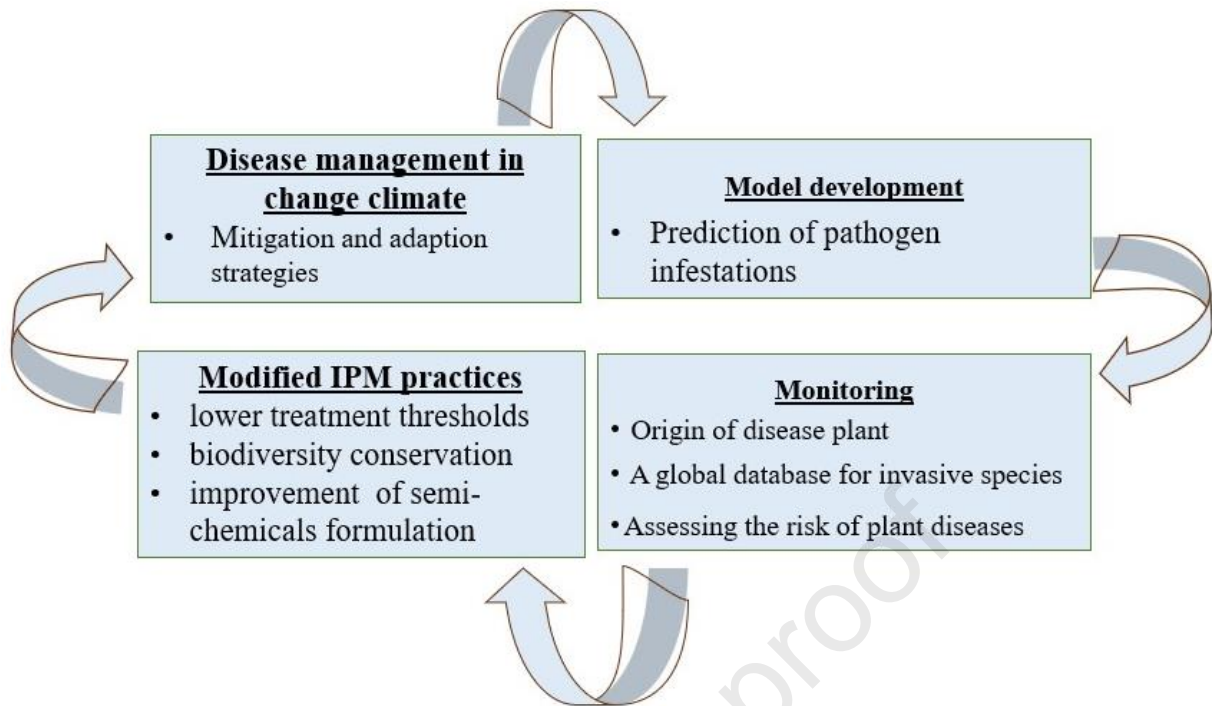 Disease management in
change climate
• Mitigation and adaption
strategies
Model development
• Prediction of pathogen
infestations
Modified IPM practices
• lower treatment thresholds
• biodiversity conservation
• improvement of semi-
chemicals formulation
Monitoring
• Origin of disease plant
• A global database for invasive species
• Assessing the risk of plant diseases
proof